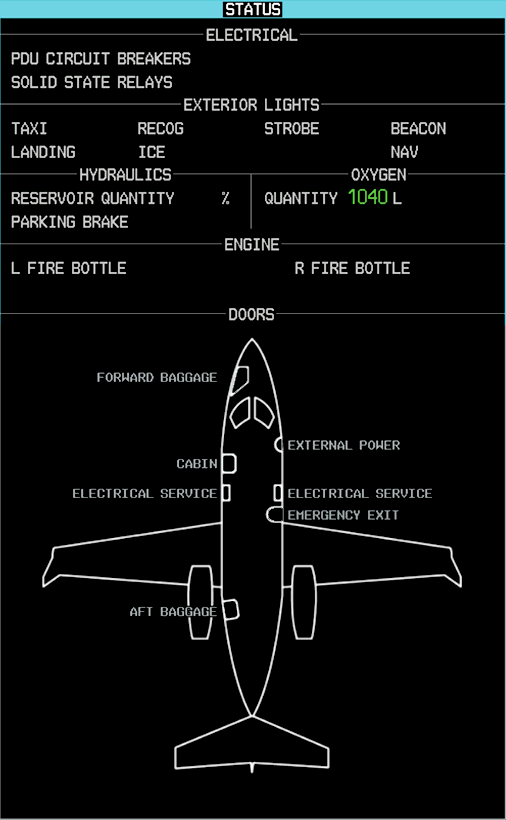 STATUS
ELECTRICAL
PDU CIRCUIT BREAKERS
SOLID STATE RELAYS
EXTERIOR LIGHTS
TAXI RECOG STROBE BEACON
LANDING ICE NAV
HYDRAULICS OXYGEN
RESERVOIR QUANTITY % QUANTITY 1040 L
PARKING BRAKE
ENGINE
L FIRE BOTTLE R FIRE BOTTLE
DOORS
FORWARD BAGGAGE
EXTERNAL POWER
CABIN
ELECTRICAL SERVICE ELECTRICAL SERVICE
EMERGENCY EXIT
AFT BAGGAGE